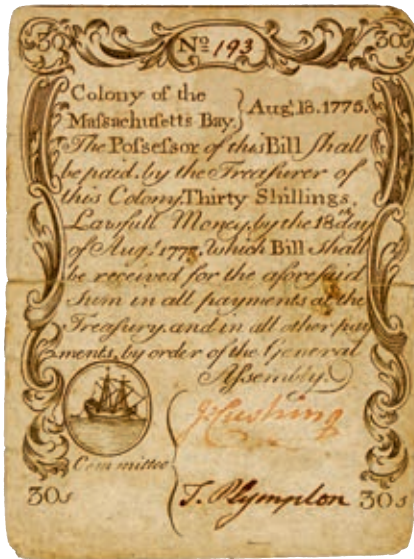 30s No 193 30s
Colony of the
Massachusetts Bay. } Augt. 18. 1775.
The Possessor of this Bill shall
be paid, by the Treasurer of
this Colony, Thirty Shillings,
Lawfull Money, by the 18th day
of Augt. 1778, which Bill shall
be received for the aforesaid
Sum in all payments at the
Treasury, and in all other pay
ments, by order of the General
Assembly.
J Cushing
Committee
30s T. Plympton 30s